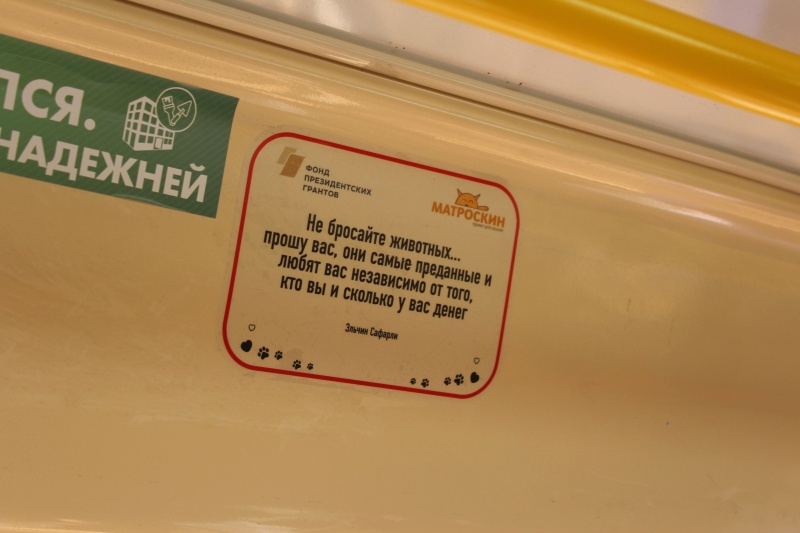 ЛСЯ.
НАДЕЖНЕЙ
ФОНД
ПРЕЗИДЕНТСКИХ
ГРАНТОВ
МАТРОСКИН
Не бросайте животных...
прошу вас, они самые преданные и
любят вас независимо от того,
кто вы и сколько у вас денег
Эльчин Сафарли